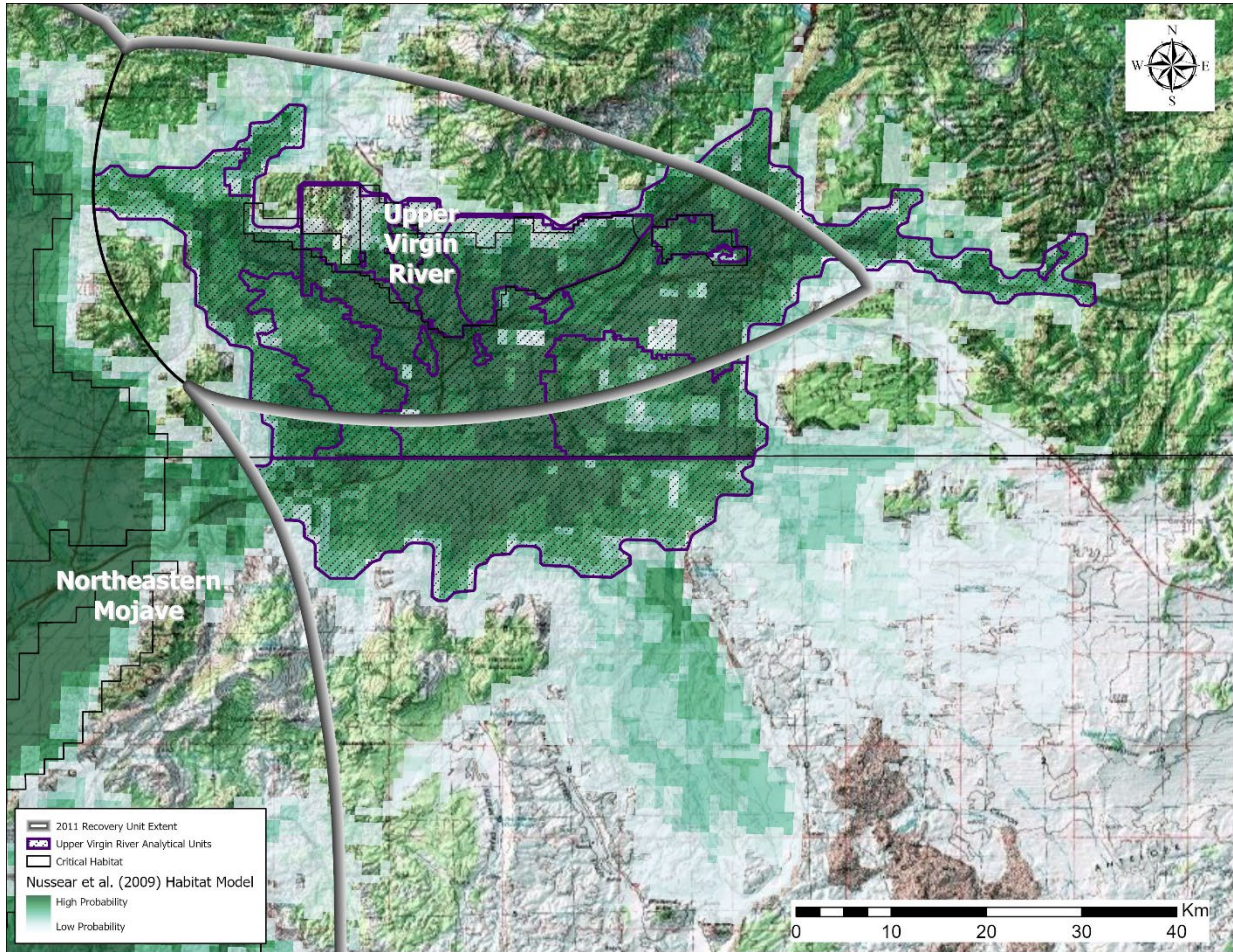 N
W E
S
Upper
Virgin
River
Northeastern
Mojave
2011 Recovery Unit Extent
Upper Virgin River Analytical Units
Critical Habitat
Nussear et al. (2009) Habitat Model
High Probability
Low Probability
ANTELOPE
Km
0 10 20 30 40